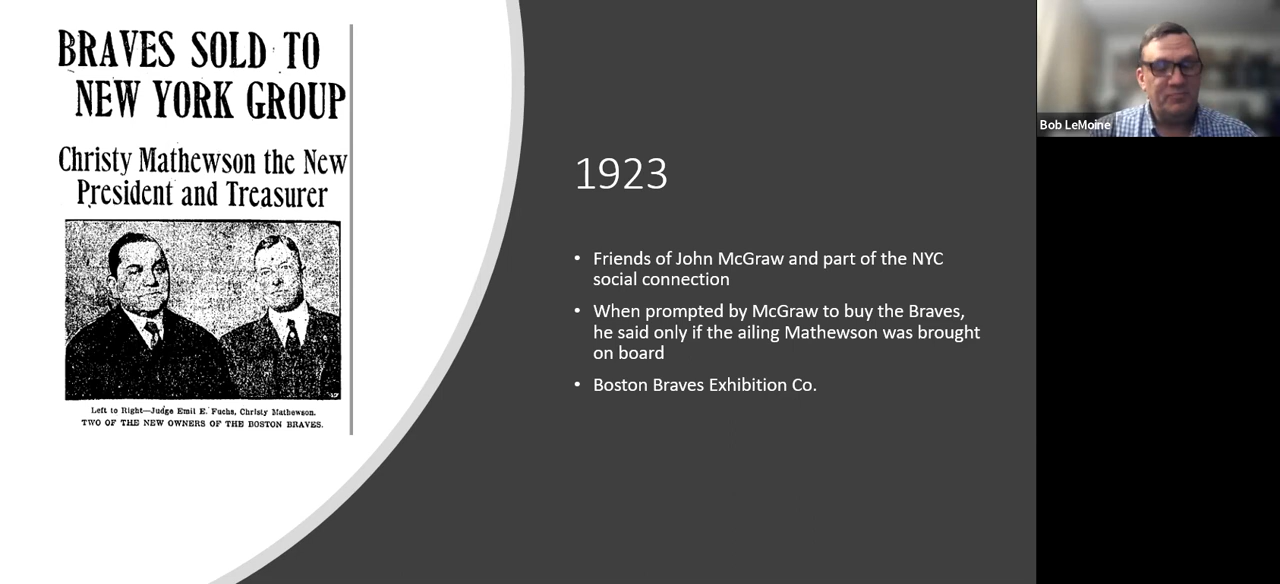 BRAVES SOLD TO
NEW YORK GROUP
Christy Mathewson the New
President and Treasurer
Left to Right—Judge Emil E. Fuchs, Christy Mathewson.
TWO OF THE NEW OWNERS OF THE BOSTON BRAVES.
1923
• Friends of John McGraw and part of the NYC
social connection
• When prompted by McGraw to buy the Braves,
he said only if the ailing Mathewson was brought
on board
• Boston Braves Exhibition Co.
Bob LeMoine